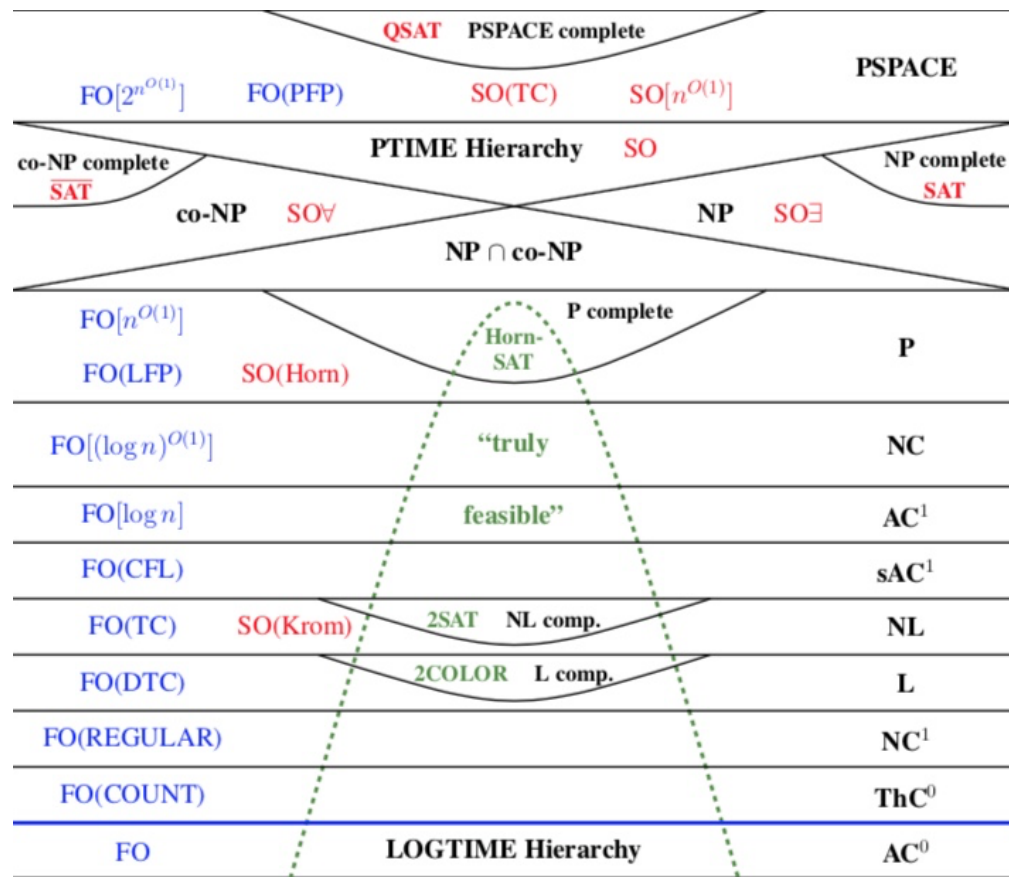 QSAT PSPACE complete
PSPACE
FO[2^{n^{O(1)}}] FO(PFP) SO(TC) SO[n^{O(1)}]
PTIME Hierarchy SO
co-NP complete
\overline{SAT}
NP complete
SAT
co-NP SO∀ NP SO∃
NP ∩ co-NP
FO[n^{O(1)}]
P complete
Horn-
SAT
P
FO(LFP) SO(Horn)
FO[(log n)^{O(1)}] “truly NC
FO[log n] feasible” AC^1
FO(CFL) sAC^1
FO(TC) SO(Krom) 2SAT NL comp. NL
FO(DTC) 2COLOR L comp. L
FO(REGULAR) NC^1
FO(COUNT) ThC^0
FO LOGTIME Hierarchy AC^0